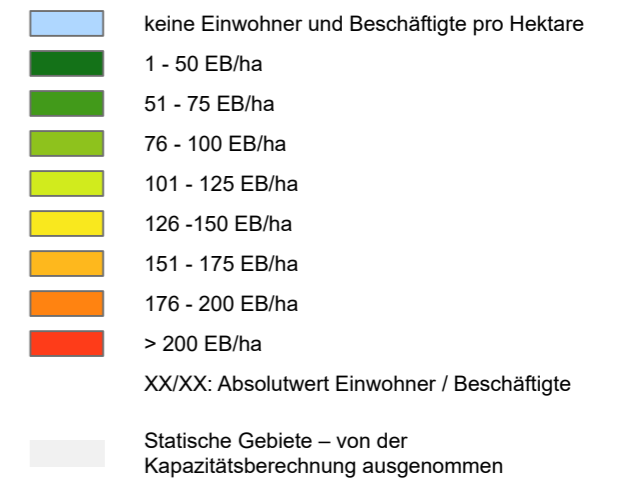 keine Einwohner und Beschäftigte pro Hektare
1 - 50 EB/ha
51 - 75 EB/ha
76 - 100 EB/ha
101 - 125 EB/ha
126 -150 EB/ha
151 - 175 EB/ha
176 - 200 EB/ha
> 200 EB/ha
XX/XX: Absolutwert Einwohner / Beschäftigte
Statische Gebiete – von der
Kapazitätsberechnung ausgenommen